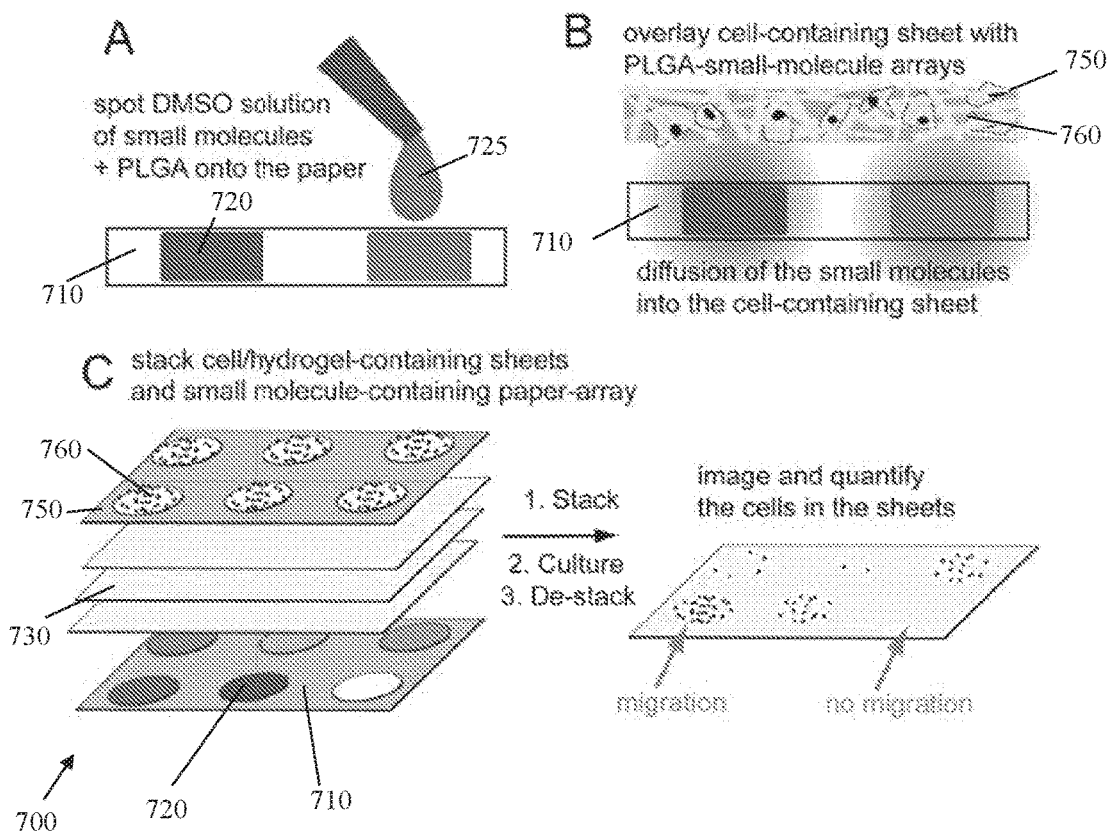 A
spot DMSO solution
of small molecules
+ PLGA onto the paper
725
720
710
B
overlay cell-containing sheet with
PLGA-small-molecule arrays
750
760
710
diffusion of the small molecules
into the cell-containing sheet
C
stack cell/hydrogel-containing sheets
and small molecule-containing paper-array
760
750
730
720
710
700
1. Stack
2. Culture
3. De-stack
image and quantify
the cells in the sheets
migration
no migration